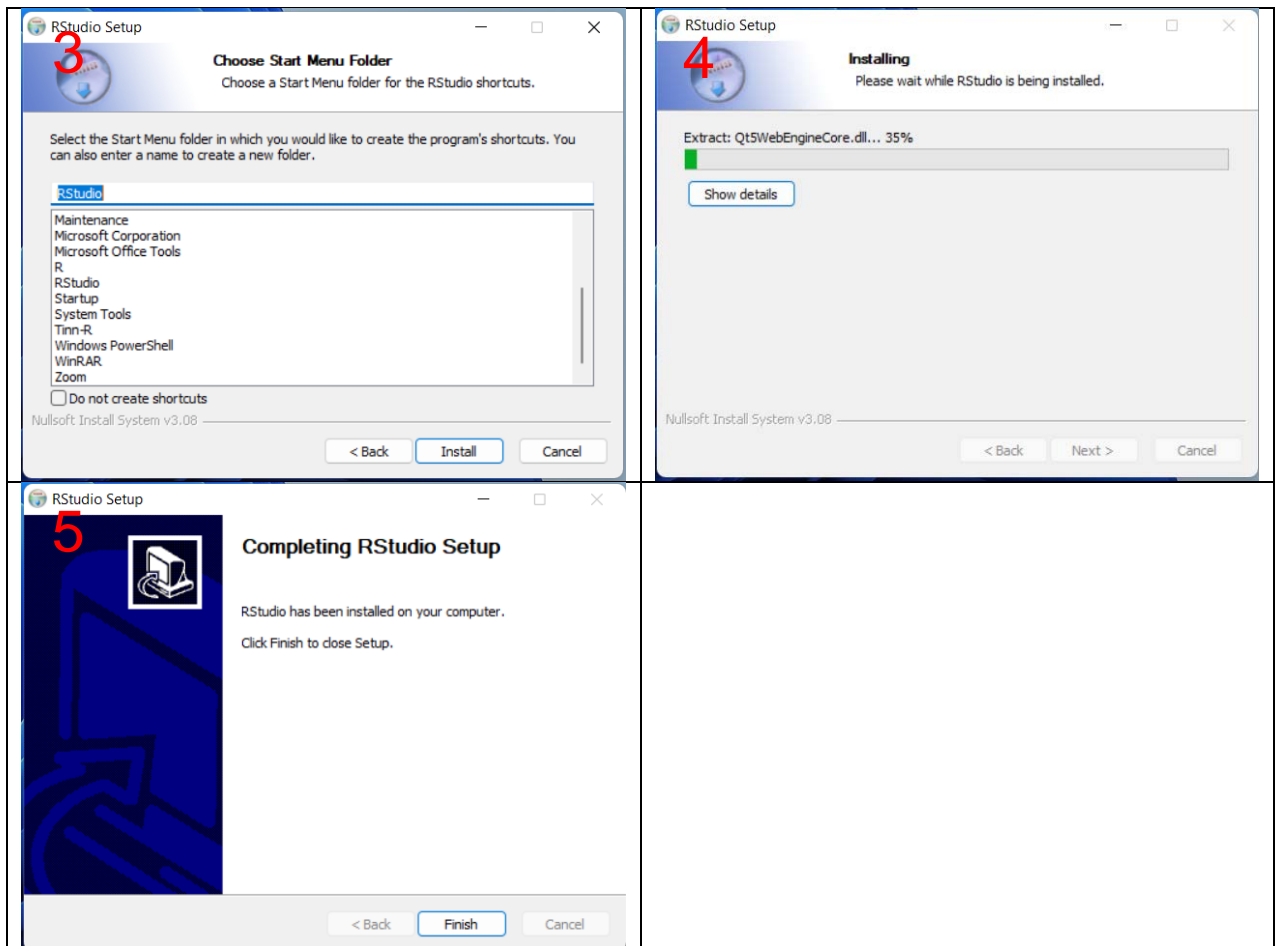 RStudio Setup
3
Choose Start Menu Folder
Choose a Start Menu folder for the RStudio shortcuts.
Select the Start Menu folder in which you would like to create the program's shortcuts. You
can also enter a name to create a new folder.
RStudio
Maintenance
Microsoft Corporation
Microsoft Office Tools
R
RStudio
Startup
System Tools
Tinn-R
Windows PowerShell
WinRAR
Zoom
Do not create shortcuts
Nullsoft Install System v3.08
< Back
Install
Cancel
RStudio Setup
4
Installing
Please wait while RStudio is being installed.
Extract: Qt5WebEngineCore.dll... 35%
Show details
Nullsoft Install System v3.08
< Back
Next >
Cancel
RStudio Setup
5
Completing RStudio Setup
RStudio has been installed on your computer.
Click Finish to close Setup.
< Back
Finish
Cancel